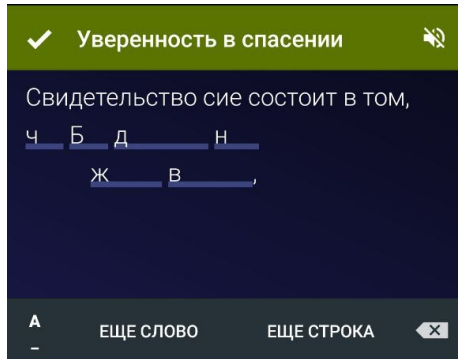 Уверенность в спасении
Свидетельство сие состоит в том,
ч Б д н
ж в ,
А
_
ЕЩЕ СЛОВО ЕЩЕ СТРОКА